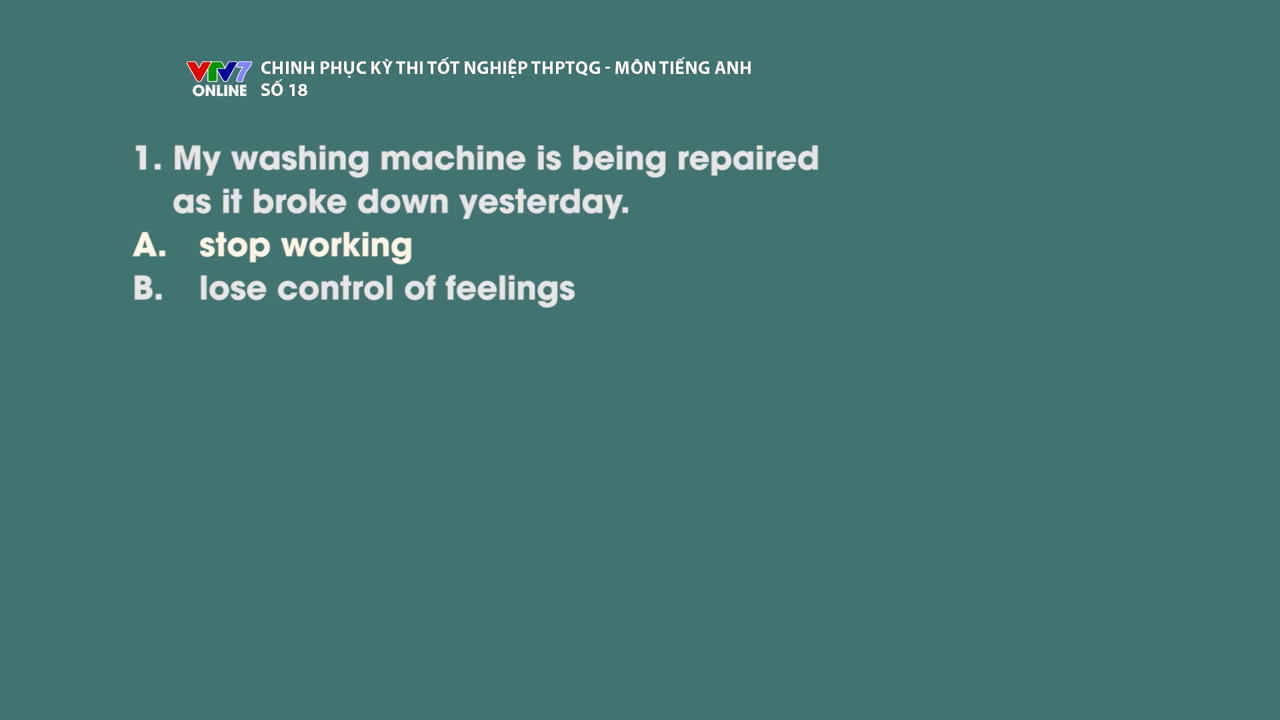 VTV7
ONLINE
CHINH PHỤC KỲ THI TỐT NGHIỆP THPTQG - MÔN TIẾNG ANH
SỐ 18
1. My washing machine is being repaired
as it broke down yesterday.
A. stop working
B. lose control of feelings